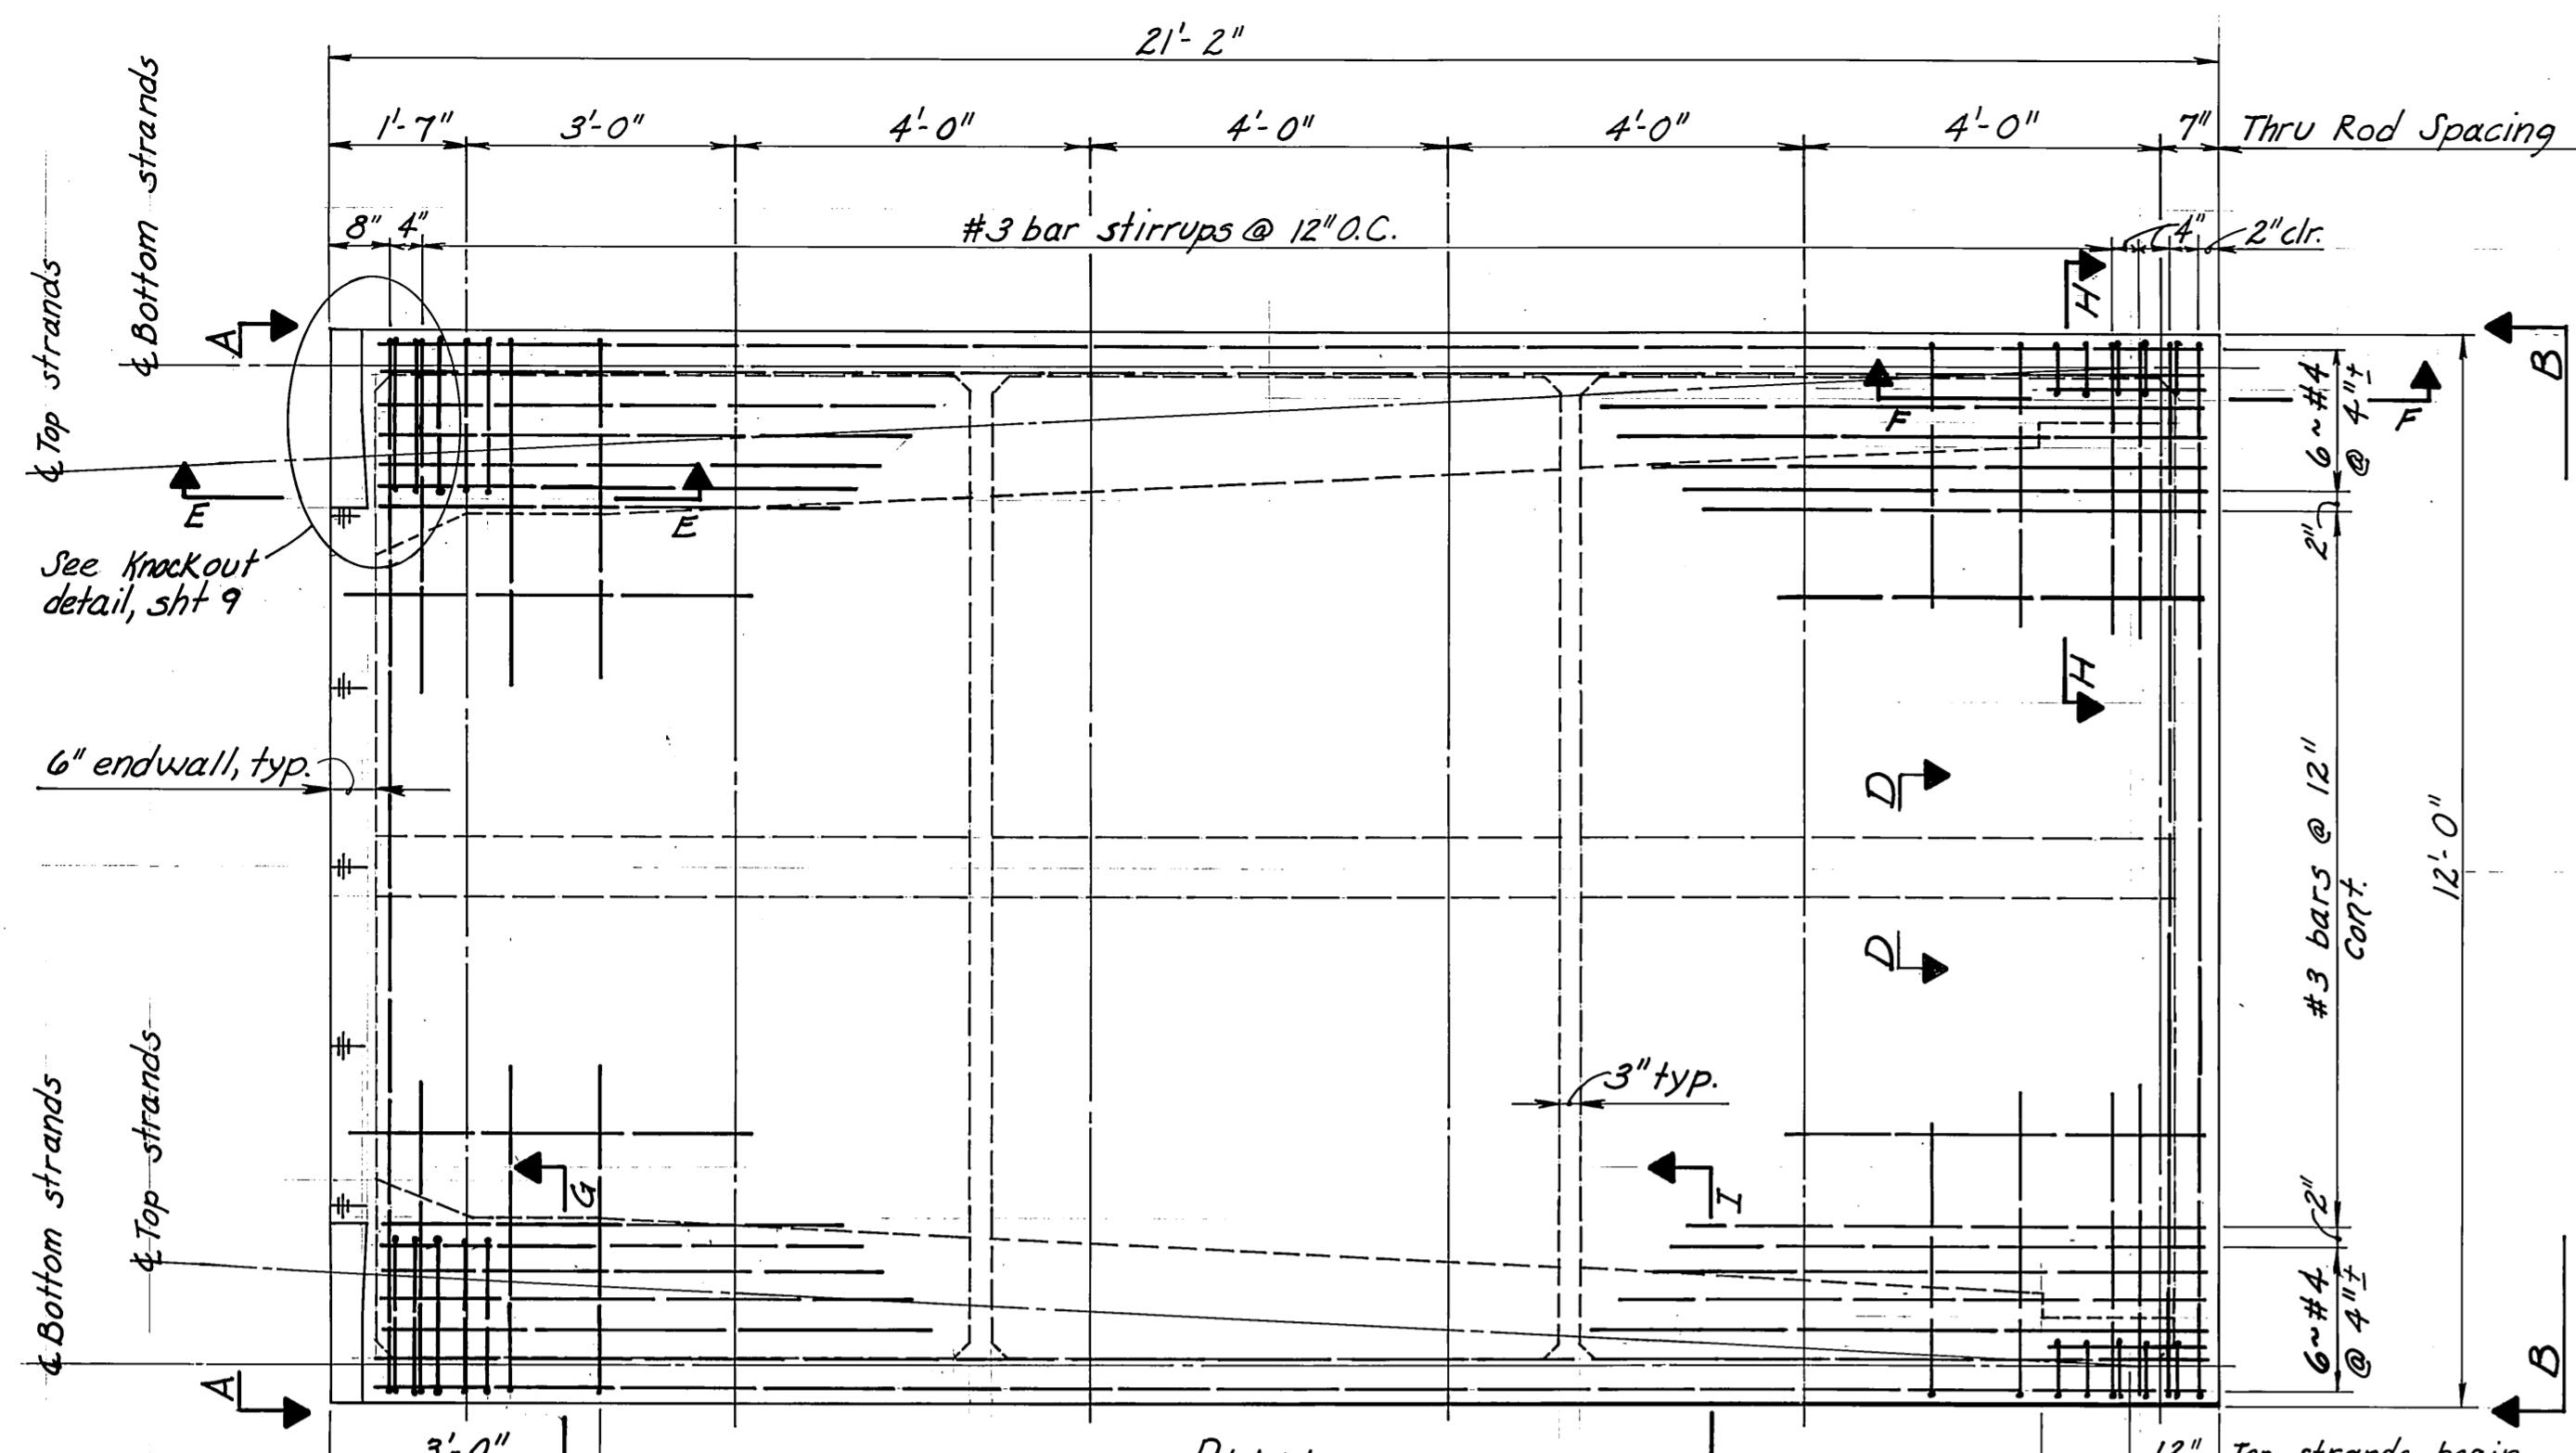 21'-2"
1'-7" 3'-0" 4'-0" 4'-0" 4'-0" 4'-0" 7" Thru Rod Spacing
8" 4" #3 bar stirrups @ 12" O.C. 4" 2" clr.
℄ Top strands
℄ Bottom strands
A
H
B
E
E
F
F
6~#4
@ 4"±
2"
See Knockout
detail, sht 9
H
6" endwall, typ.
D
D
#3 bars @ 12"
cont.
12'-0"
3" typ.
℄ Bottom strands
℄ Top strands
G
I
2"
6~#4
@ 4"±
A
B
3'-0"
12"
Top strands begin